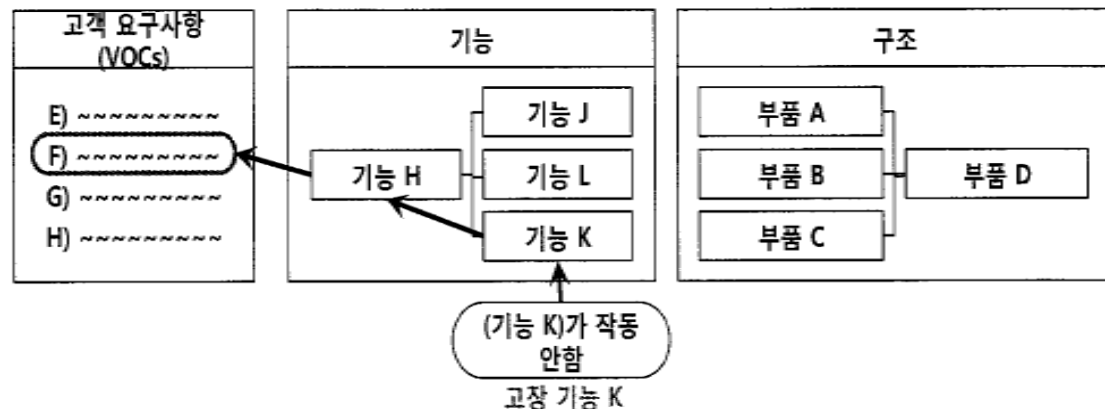 고객 요구사항
(VOCs)
E) ~~~~~~~~~
F) ~~~~~~~~~
G) ~~~~~~~~~
H) ~~~~~~~~~
기능
기능 J
기능 H
기능 L
기능 K
구조
부품 A
부품 B
부품 D
부품 C
(기능 K)가 작동
안함
고장 기능 K